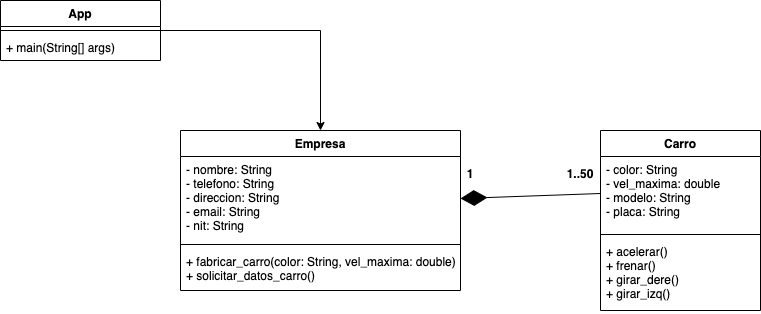 App
+ main(String[] args)
Empresa
- nombre: String
- telefono: String
- direccion: String
- email: String
- nit: String
+ fabricar_carro(color: String, vel_maxima: double)
+ solicitar_datos_carro()
1
1..50
Carro
- color: String
- vel_maxima: double
- modelo: String
- placa: String
+ acelerar()
+ frenar()
+ girar_dere()
+ girar_izq()